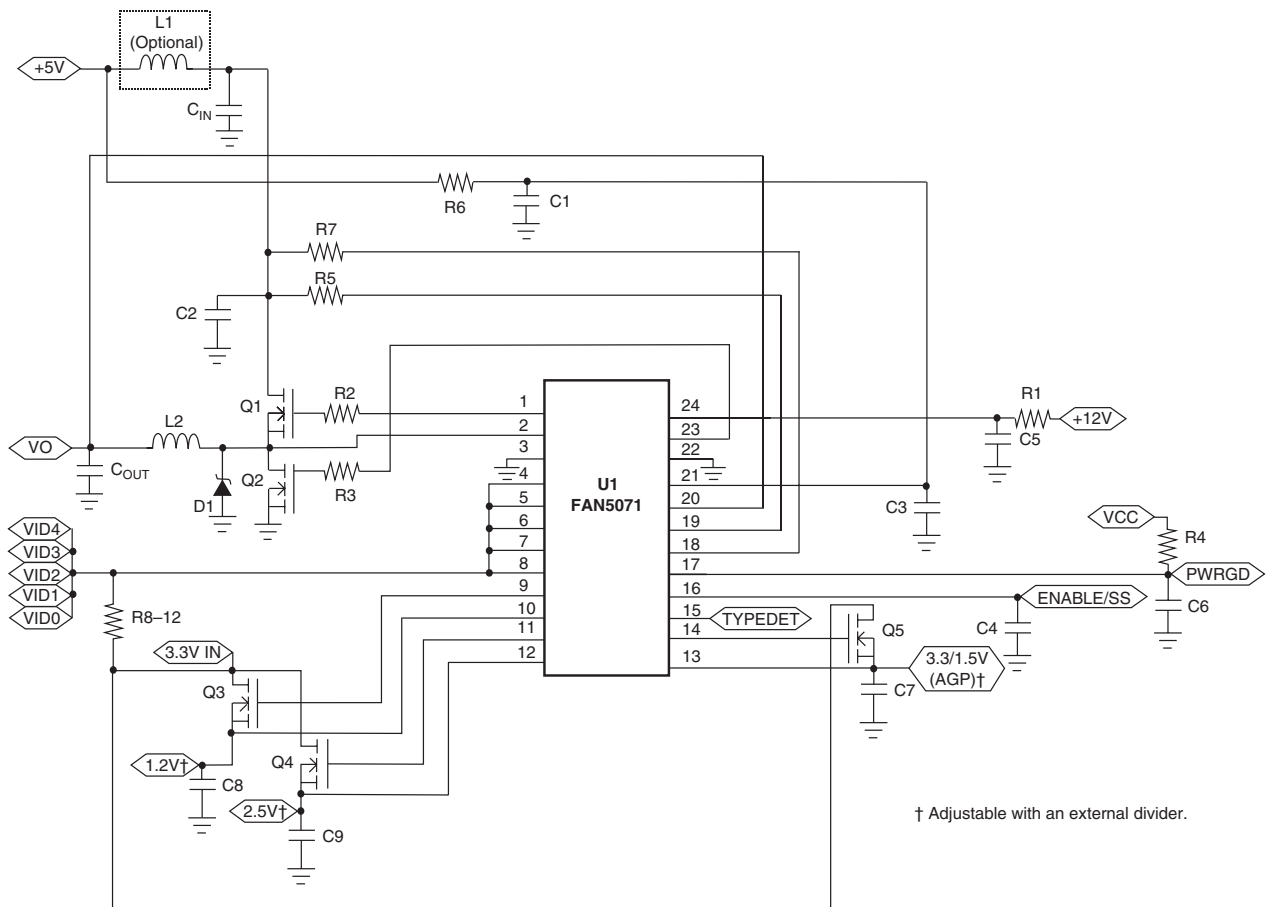 L1
(Optional)
+5V
CIN
R6
C1
R7
R5
C2
Q1
R2
L2
VO
COUT
D1
Q2
R3
1
2
3
4
5
6
7
8
9
10
11
12
U1
FAN5071
24
23
22
21
20
19
18
17
16
15
14
13
R1
+12V
C5
C3
VCC
R4
PWRGD
C6
ENABLE/SS
C4
TYPEDET
Q5
3.3/1.5V
(AGP)†
C7
VID4
VID3
VID2
VID1
VID0
R8–12
3.3V IN
Q3
1.2V†
C8
Q4
2.5V†
C9
† Adjustable with an external divider.